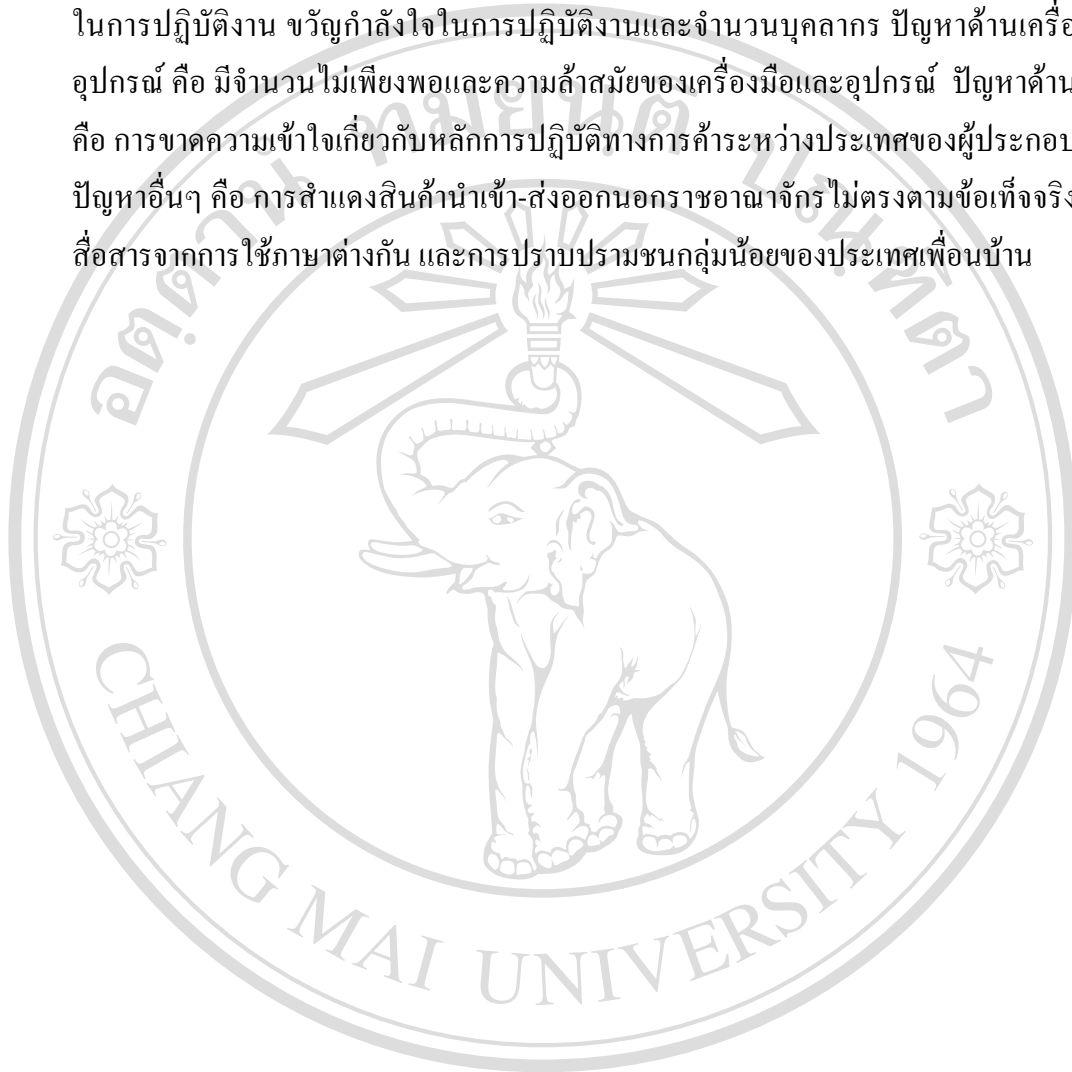 ในการปฏิบัติงาน ขวัญกำลังใจในการปฏิบัติงานและจำนวนบุคลากร ปัญหาด้านเครื่อ
อุปกรณ์ คือ มีจำนวนไม่เพียงพอและความล้าสมัยของเครื่องมือและอุปกรณ์ ปัญหาด้าน
คือ การขาดความเข้าใจเกี่ยวกับหลักการปฏิบัติทางการค้าระหว่างประเทศของผู้ประกอบ
ปัญหาอื่นๆ คือ การสำแดงสินค้านำเข้า-ส่งออกนอกราชอาณาจักรไม่ตรงตามข้อเท็จจริง
สื่อสารจากการใช้ภาษาต่างกัน และการปราบปรามชนกลุ่มน้อยของประเทศเพื่อนบ้าน
อตฺตานํ ทมยนฺติ ปณฺฑิตา
CHIANG MAI UNIVERSITY 1964